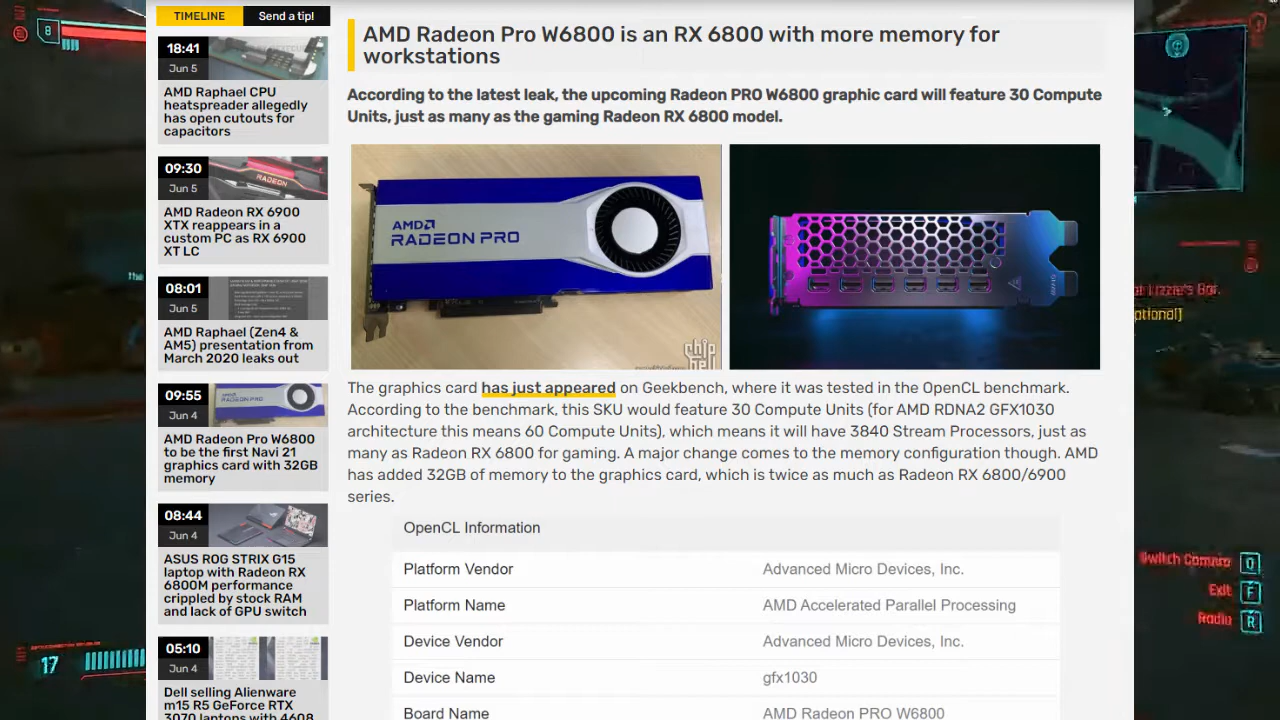 TIMELINE
Send a tip!
18:41
Jun 5
AMD Raphael CPU
heatspreader allegedly
has open cutouts for
capacitors
09:30
Jun 5
RADEON
AMD Radeon RX 6900
XTX reappears in a
custom PC as RX 6900
XT LC
08:01
Jun 5
AMD Raphael (Zen4 &
AM5) presentation from
March 2020 leaks out
09:55
Jun 4
AMD Radeon Pro W6800
to be the first Navi 21
graphics card with 32GB
memory
08:44
Jun 4
ASUS ROG STRIX G15
laptop with Radeon RX
6800M performance
crippled by stock RAM
and lack of GPU switch
05:10
Jun 4
Dell selling Alienware
m15 R5 GeForce RTX
3070 laptops with 4608
AMD Radeon Pro W6800 is an RX 6800 with more memory for
workstations
According to the latest leak, the upcoming Radeon PRO W6800 graphic card will feature 30 Compute
Units, just as many as the gaming Radeon RX 6800 model.
AMD
RADEON PRO
chip
hell
The graphics card has just appeared on Geekbench, where it was tested in the OpenCL benchmark.
According to the benchmark, this SKU would feature 30 Compute Units (for AMD RDNA2 GFX1030
architecture this means 60 Compute Units), which means it will have 3840 Stream Processors, just as
many as Radeon RX 6800 for gaming. A major change comes to the memory configuration though. AMD
has added 32GB of memory to the graphics card, which is twice as much as Radeon RX 6800/6900
series.
OpenCL Information
Platform Vendor Advanced Micro Devices, Inc.
Platform Name AMD Accelerated Parallel Processing
Device Vendor Advanced Micro Devices, Inc.
Device Name gfx1030
Board Name AMD Radeon PRO W6800
8
the
17
Lizzie's Bar.
ptional]
Switch Camera O
Exit F
Radio R